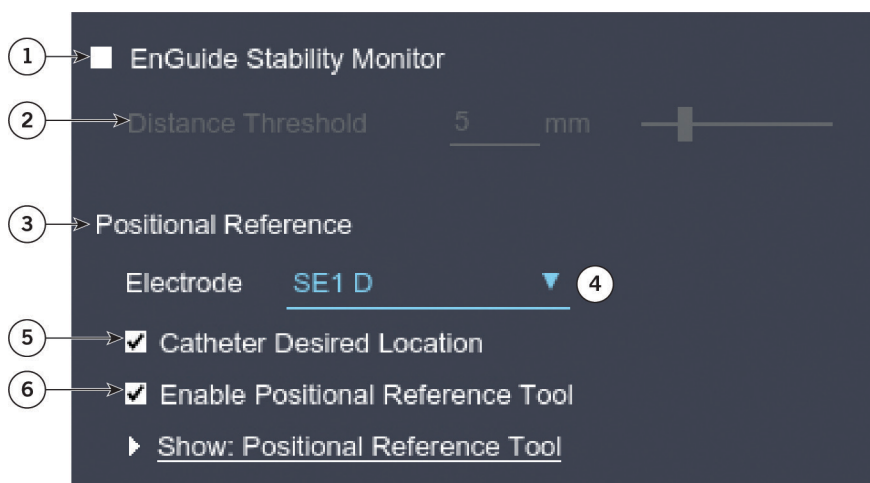 1 EnGuide Stability Monitor
2 Distance Threshold 5 mm
3 Positional Reference
Electrode SE1 D 4
5 Catheter Desired Location
6 Enable Positional Reference Tool
Show: Positional Reference Tool